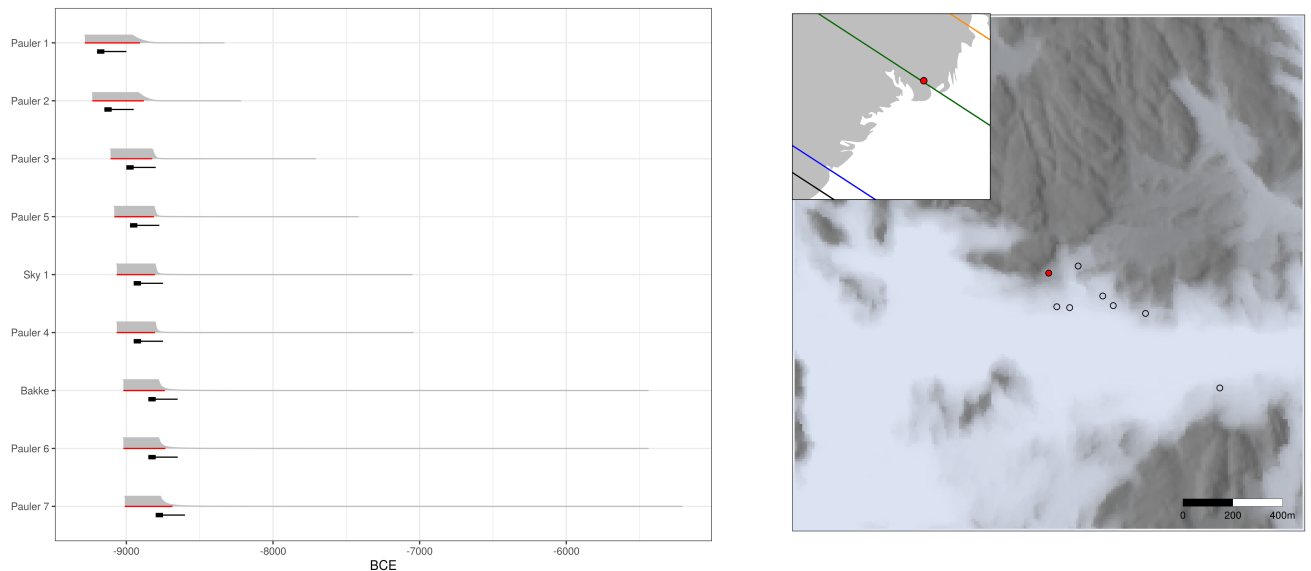 Pauler 1
Pauler 2
Pauler 3
Pauler 5
Sky 1
Pauler 4
Bakke
Pauler 6
Pauler 7
-9000 -8000 -7000 -6000
BCE
0 200 400m